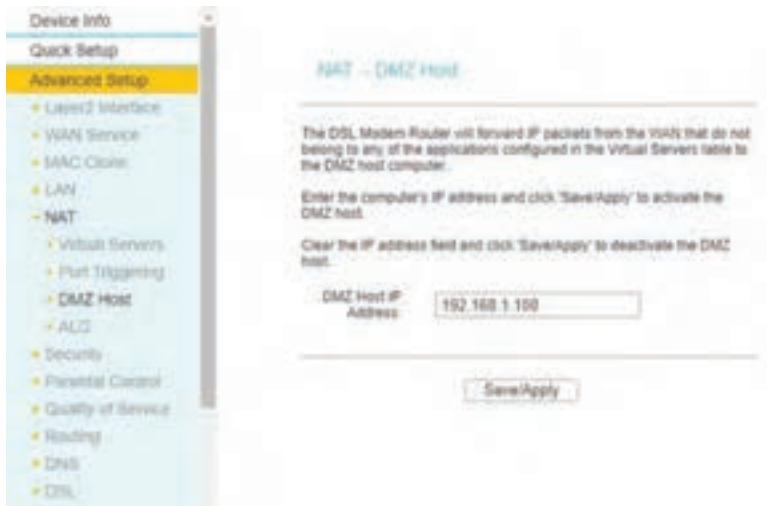 Device Info
Quick Setup
Advanced Setup
Layer2 Interface
WAN Service
MAC Clone
LAN
NAT
Virtual Servers
Port Triggering
DMZ Host
ALG
Security
Parental Control
Quality of Service
Routing
DNS
DSL
NAT -- DMZ Host
The DSL Modem Router will forward IP packets from the WAN that do not
belong to any of the applications configured in the Virtual Servers table to
the DMZ host computer.
Enter the computer's IP address and click 'Save/Apply' to activate the
DMZ host.
Clear the IP address field and click 'Save/Apply' to deactivate the DMZ
host.
DMZ Host IP
Address:
192.168.1.100
Save/Apply